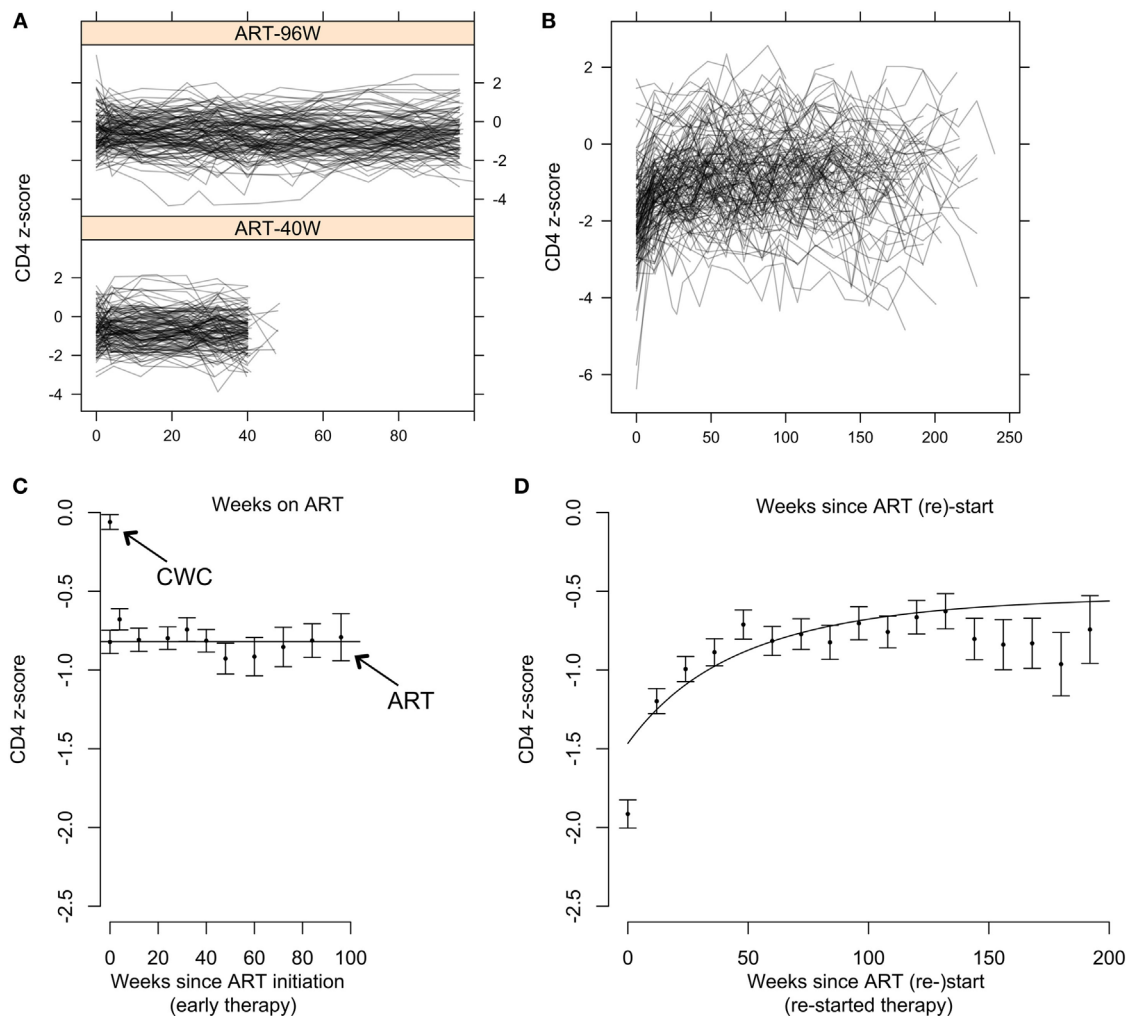 A
ART-96W
2
0
-2
-4
CD4 z-score
ART-40W
2
0
-2
-4
0 20 40 60 80
B
CD4 z-score
2
0
-2
-4
-6
0 50 100 150 200 250
C
Weeks on ART
CD4 z-score
0.0
-0.5
-1.0
-1.5
-2.0
-2.5
CWC
ART
0 20 40 60 80 100
Weeks since ART initiation
(early therapy)
D
Weeks since ART (re)-start
CD4 z-score
0.0
-0.5
-1.0
-1.5
-2.0
-2.5
0 50 100 150 200
Weeks since ART (re-)start
(re-started therapy)